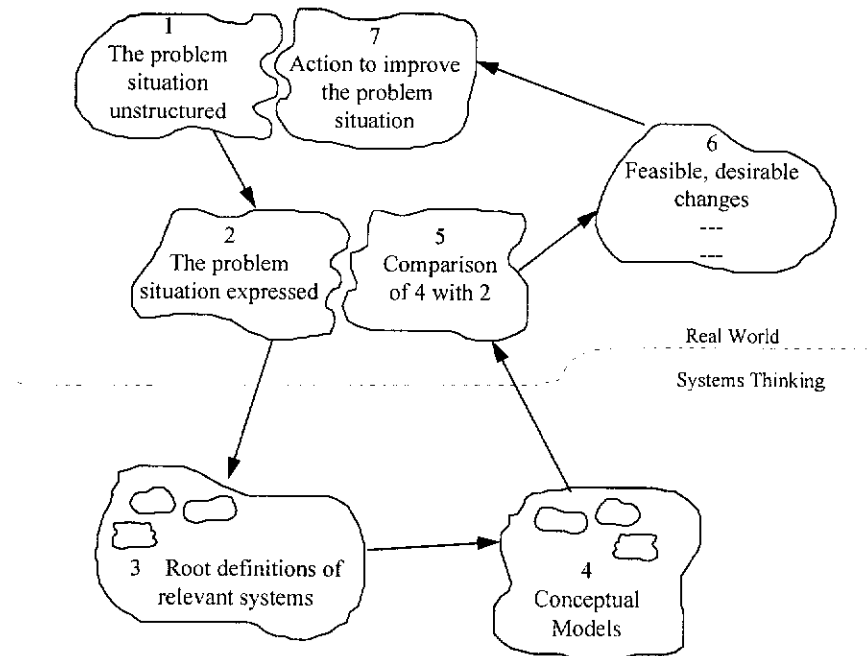 1
The problem
situation
unstructured
7
Action to improve
the problem
situation
6
Feasible, desirable
changes
---
---
2
The problem
situation expressed
5
Comparison
of 4 with 2
Real World
Systems Thinking
3 Root definitions of
relevant systems
4
Conceptual
Models